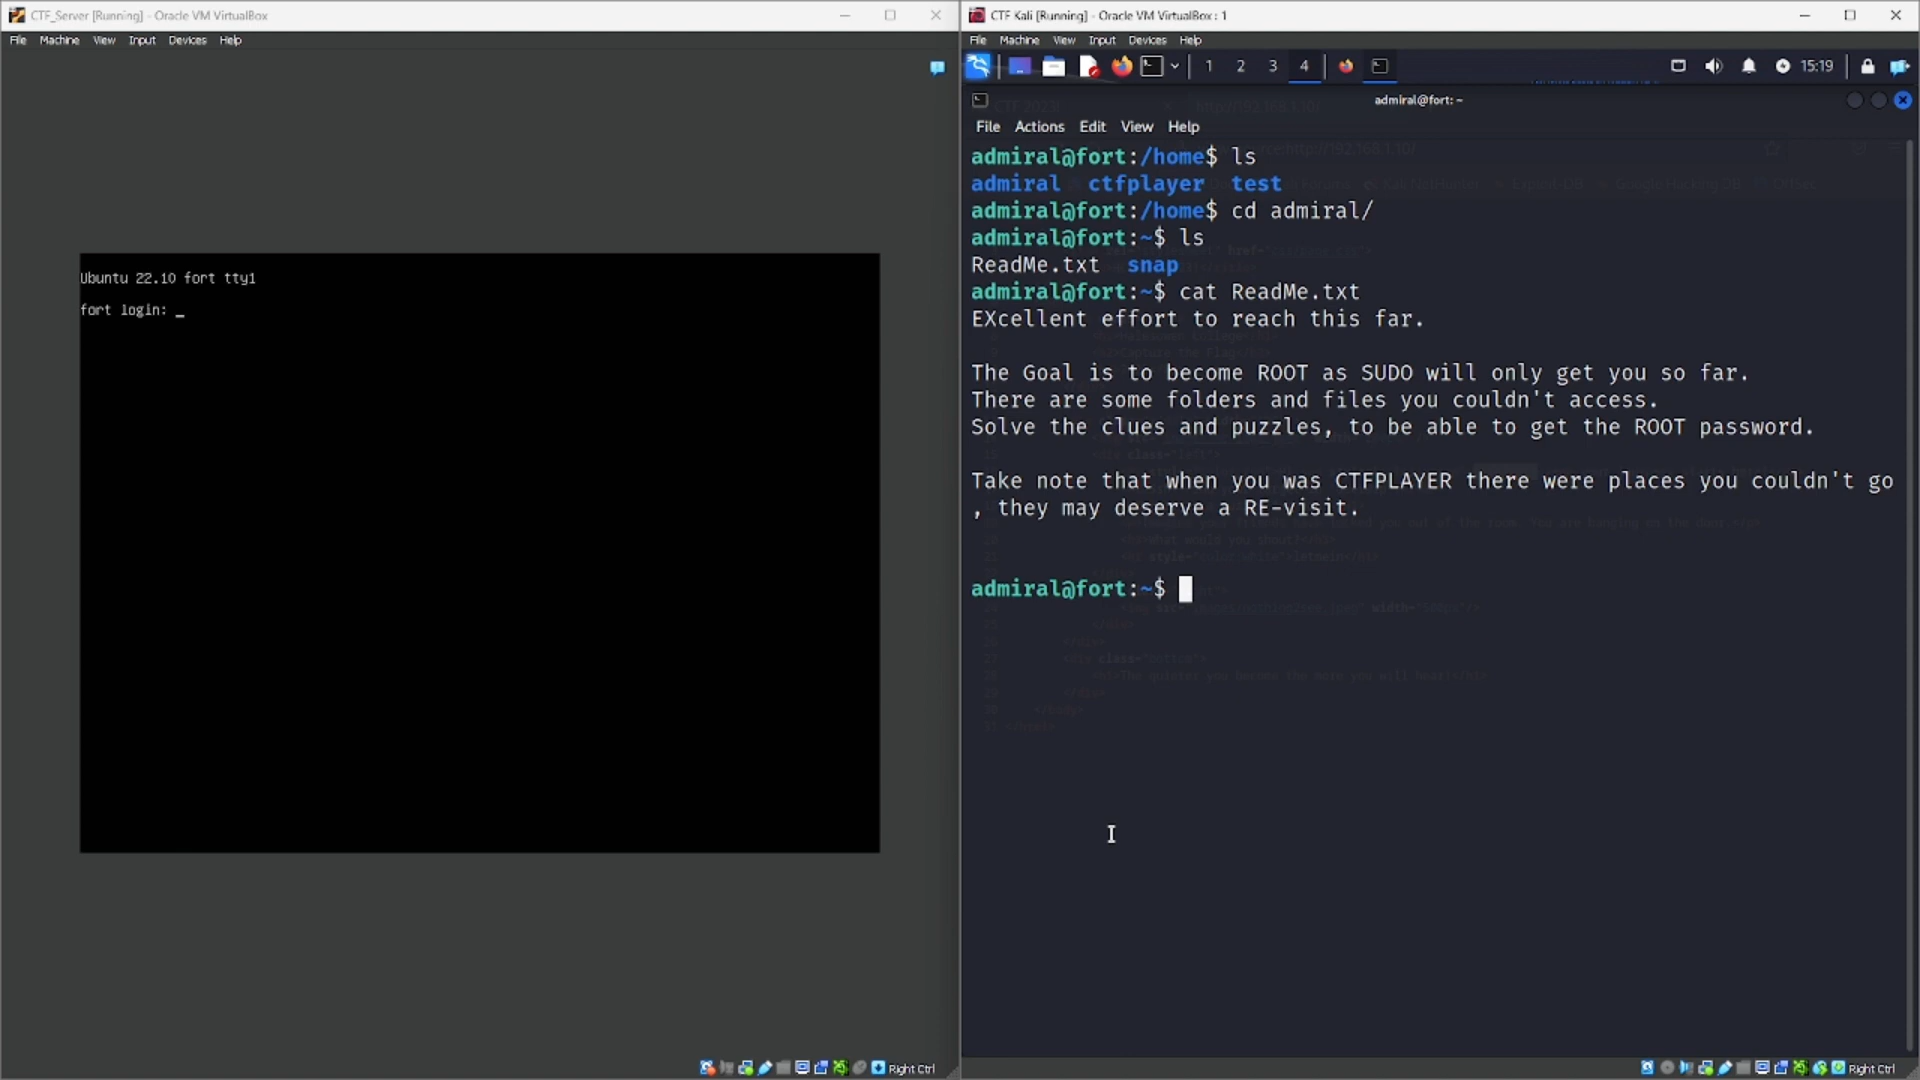 CTF_Server [Running] - Oracle VM VirtualBox
File Machine View Input Devices Help
Ubuntu 22.10 fort tty1
fort login: _
Right Ctrl
CTF Kali [Running] - Oracle VM VirtualBox : 1
File Machine View Input Devices Help
1 2 3 4
15:19
admiral@fort: ~
File Actions Edit View Help
admiral@fort:/home$ ls
admiral ctfplayer test
admiral@fort:/home$ cd admiral/
admiral@fort:~$ ls
ReadMe.txt snap
admiral@fort:~$ cat ReadMe.txt
EXcellent effort to reach this far.
The Goal is to become ROOT as SUDO will only get you so far.
There are some folders and files you couldn't access.
Solve the clues and puzzles, to be able to get the ROOT password.
Take note that when you was CTFPLAYER there were places you couldn't go
, they may deserve a RE-visit.
admiral@fort:~$
Right Ctrl